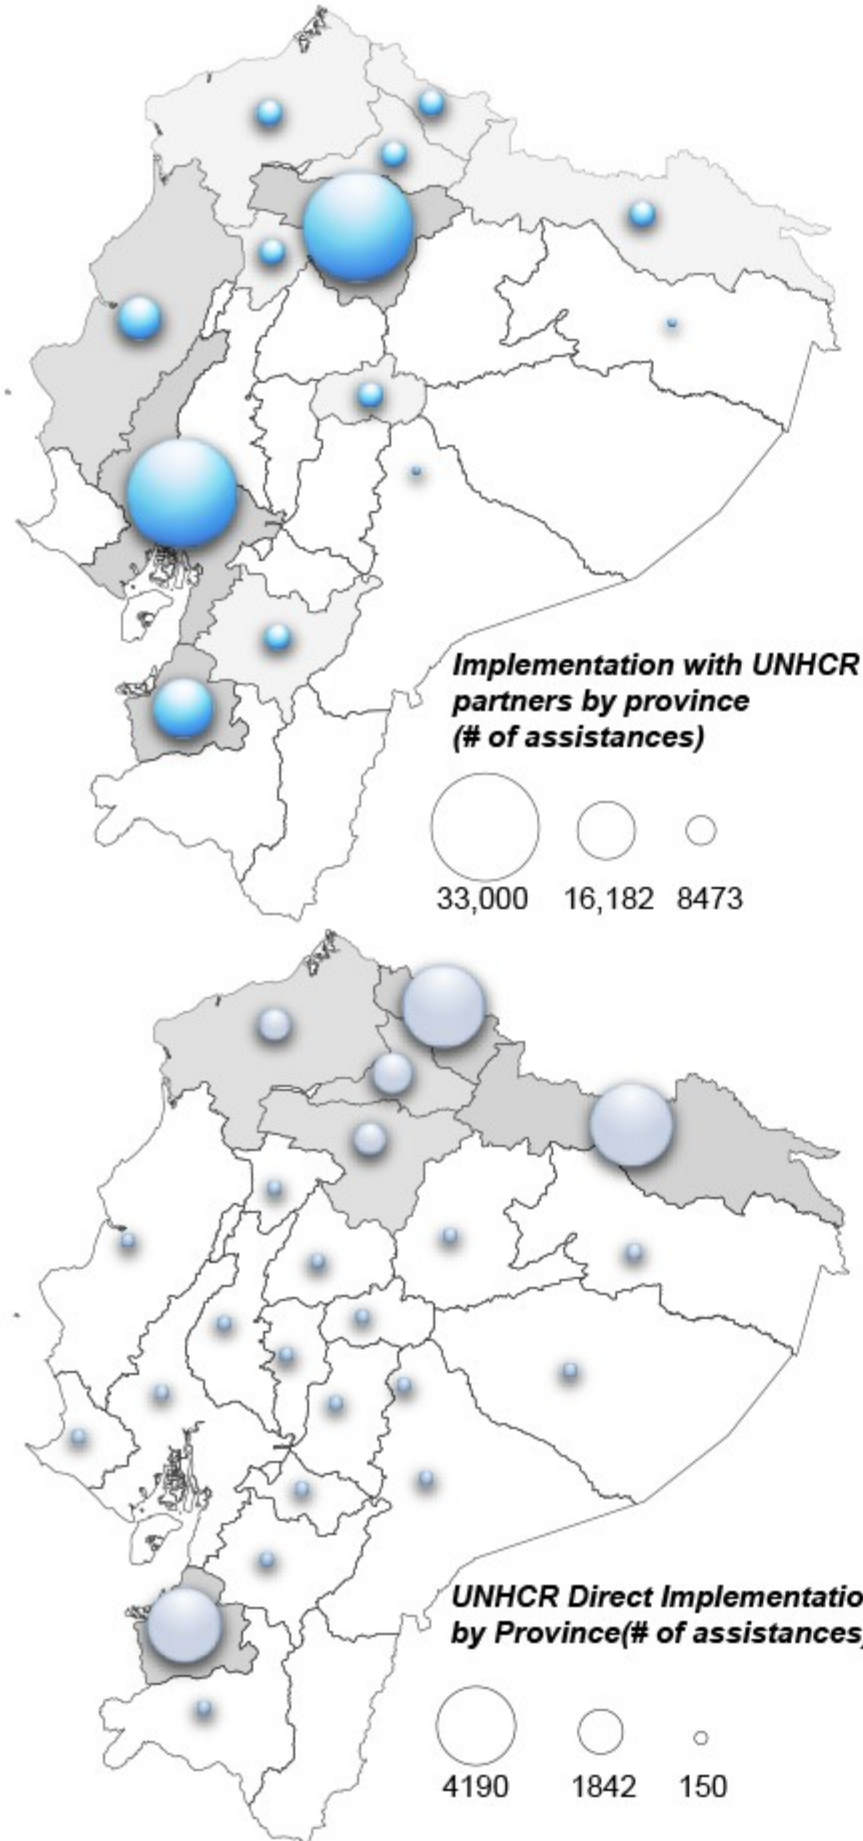 Implementation with UNHCR
partners by province
(# of assistances)
33,000 16,182 8473
UNHCR Direct Implementatio
by Province(# of assistances
4190 1842 150